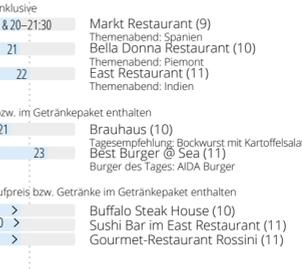 nklusive
& 20–21:30 Markt Restaurant (9)
Themenabend: Spanien
21 Bella Donna Restaurant (10)
Themenabend: Piemont
22 East Restaurant (11)
Themenabend: Indien
zw. im Getränkepaket enthalten
21 Brauhaus (10)
Tagesempfehlung: Bockwurst mit Kartoffelsala
23 Best Burger @ Sea (11)
Burger des Tages: AIDA Burger
ufpreis bzw. Getränke im Getränkepaket enthalten
> Buffalo Steak House (10)
0 > Sushi Bar im East Restaurant (11)
> Gourmet-Restaurant Rossini (11)